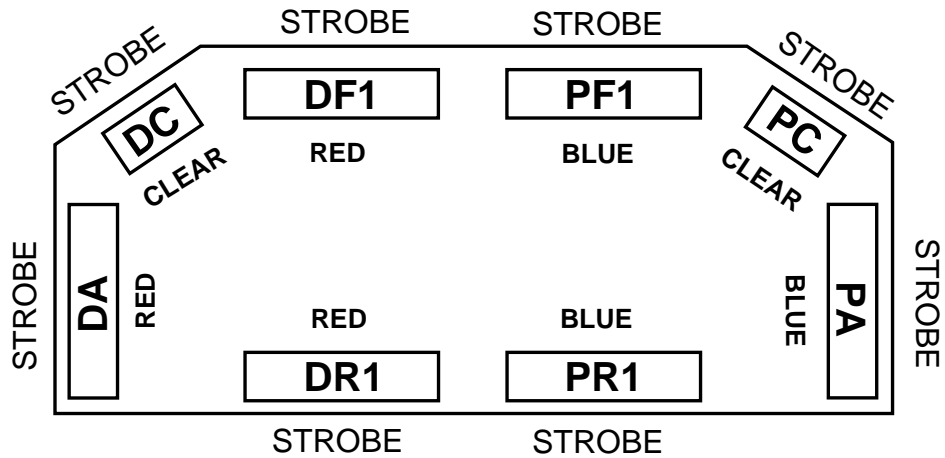 STROBE STROBE
STROBE STROBE
DF1 PF1
DC PC
RED BLUE
CLEAR CLEAR
STROBE DA RED BLUE PA STROBE
RED BLUE
DR1 PR1
STROBE STROBE